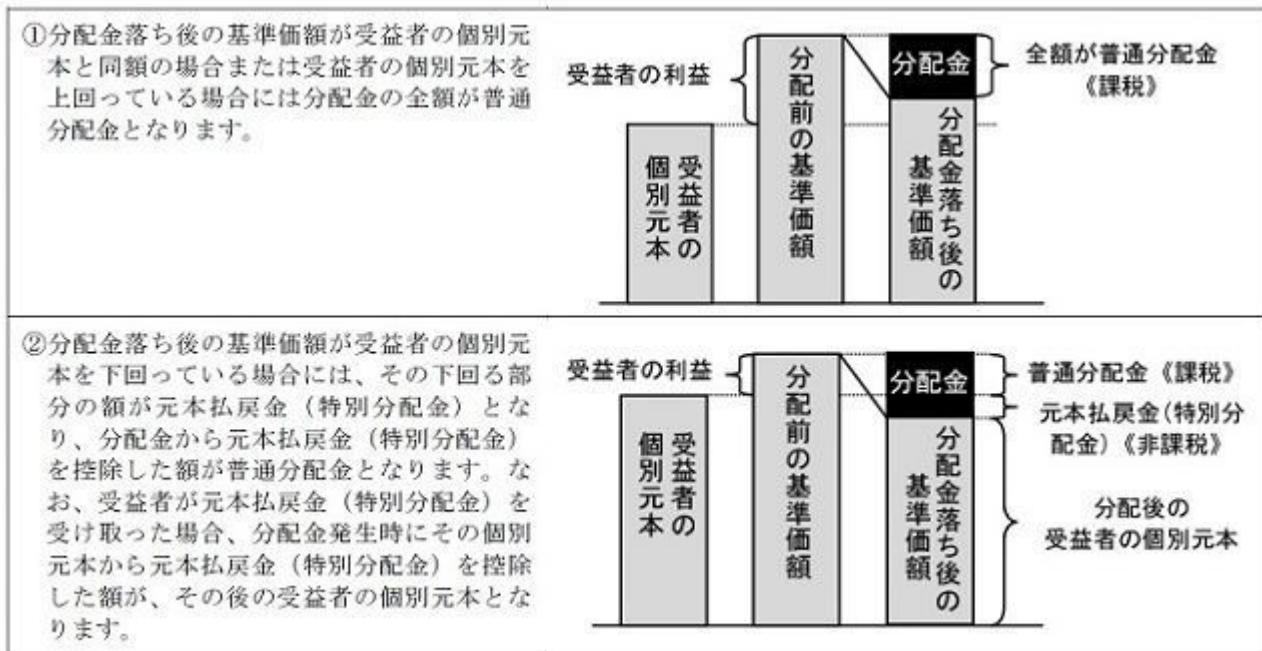 ①分配金落ち後の基準価額が受益者の個別元
本と同額の場合または受益者の個別元本を
上回っている場合には分配金の全額が普通
分配金となります。
受益者の利益
受益者の
個別元本
分配前の基準価額
分配金
分配金落ち後の
基準価額
全額が普通分配金
《課税》
②分配金落ち後の基準価額が受益者の個別元
本を下回っている場合には、その下回る部
分の額が元本払戻金（特別分配金）とな
り、分配金から元本払戻金（特別分配金）
を控除した額が普通分配金となります。な
お、受益者が元本払戻金（特別分配金）を
受け取った場合、分配金発生時にその個別
元本から元本払戻金（特別分配金）を控除
した額が、その後の受益者の個別元本とな
ります。
受益者の利益
受益者の
個別元本
分配前の基準価額
分配金
分配金落ち後の
基準価額
普通分配金《課税》
元本払戻金(特別分
配金)《非課税》
分配後の
受益者の個別元本